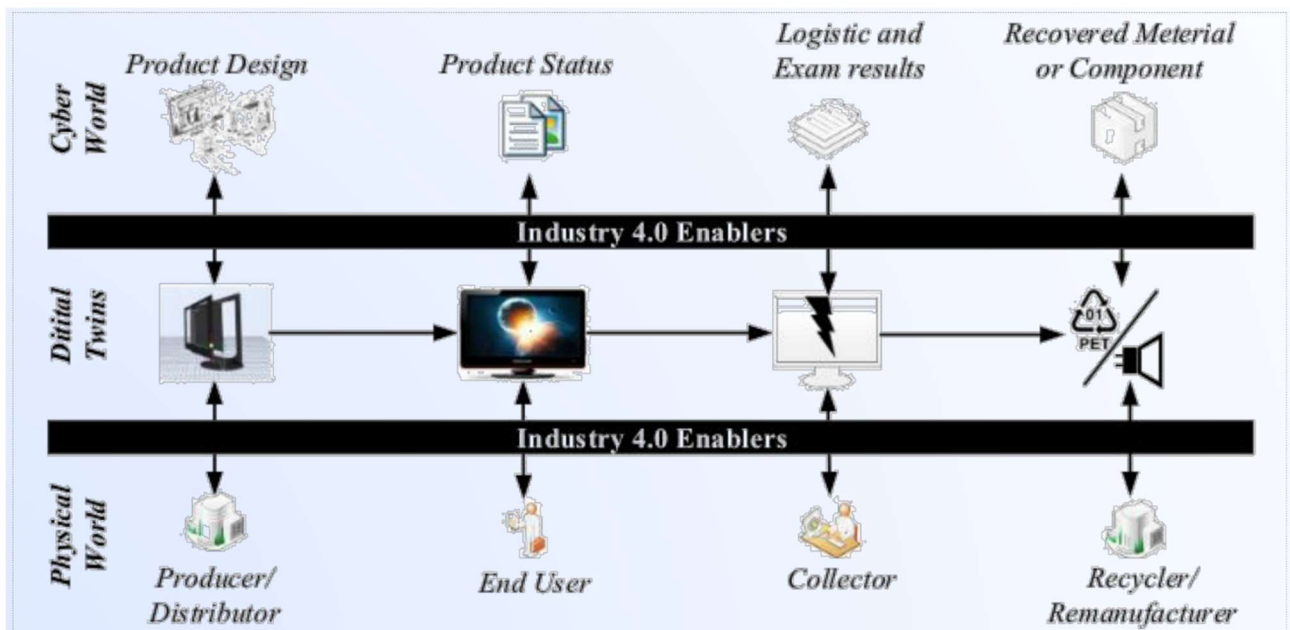 Product Design
Product Status
Logistic and
Exam results
Recovered Meterial
or Component
Cyber
World
Industry 4.0 Enablers
Ditital
Twins
01
PET
Industry 4.0 Enablers
Physical
World
Producer/
Distributor
End User
Collector
Recycler/
Remanufacturer